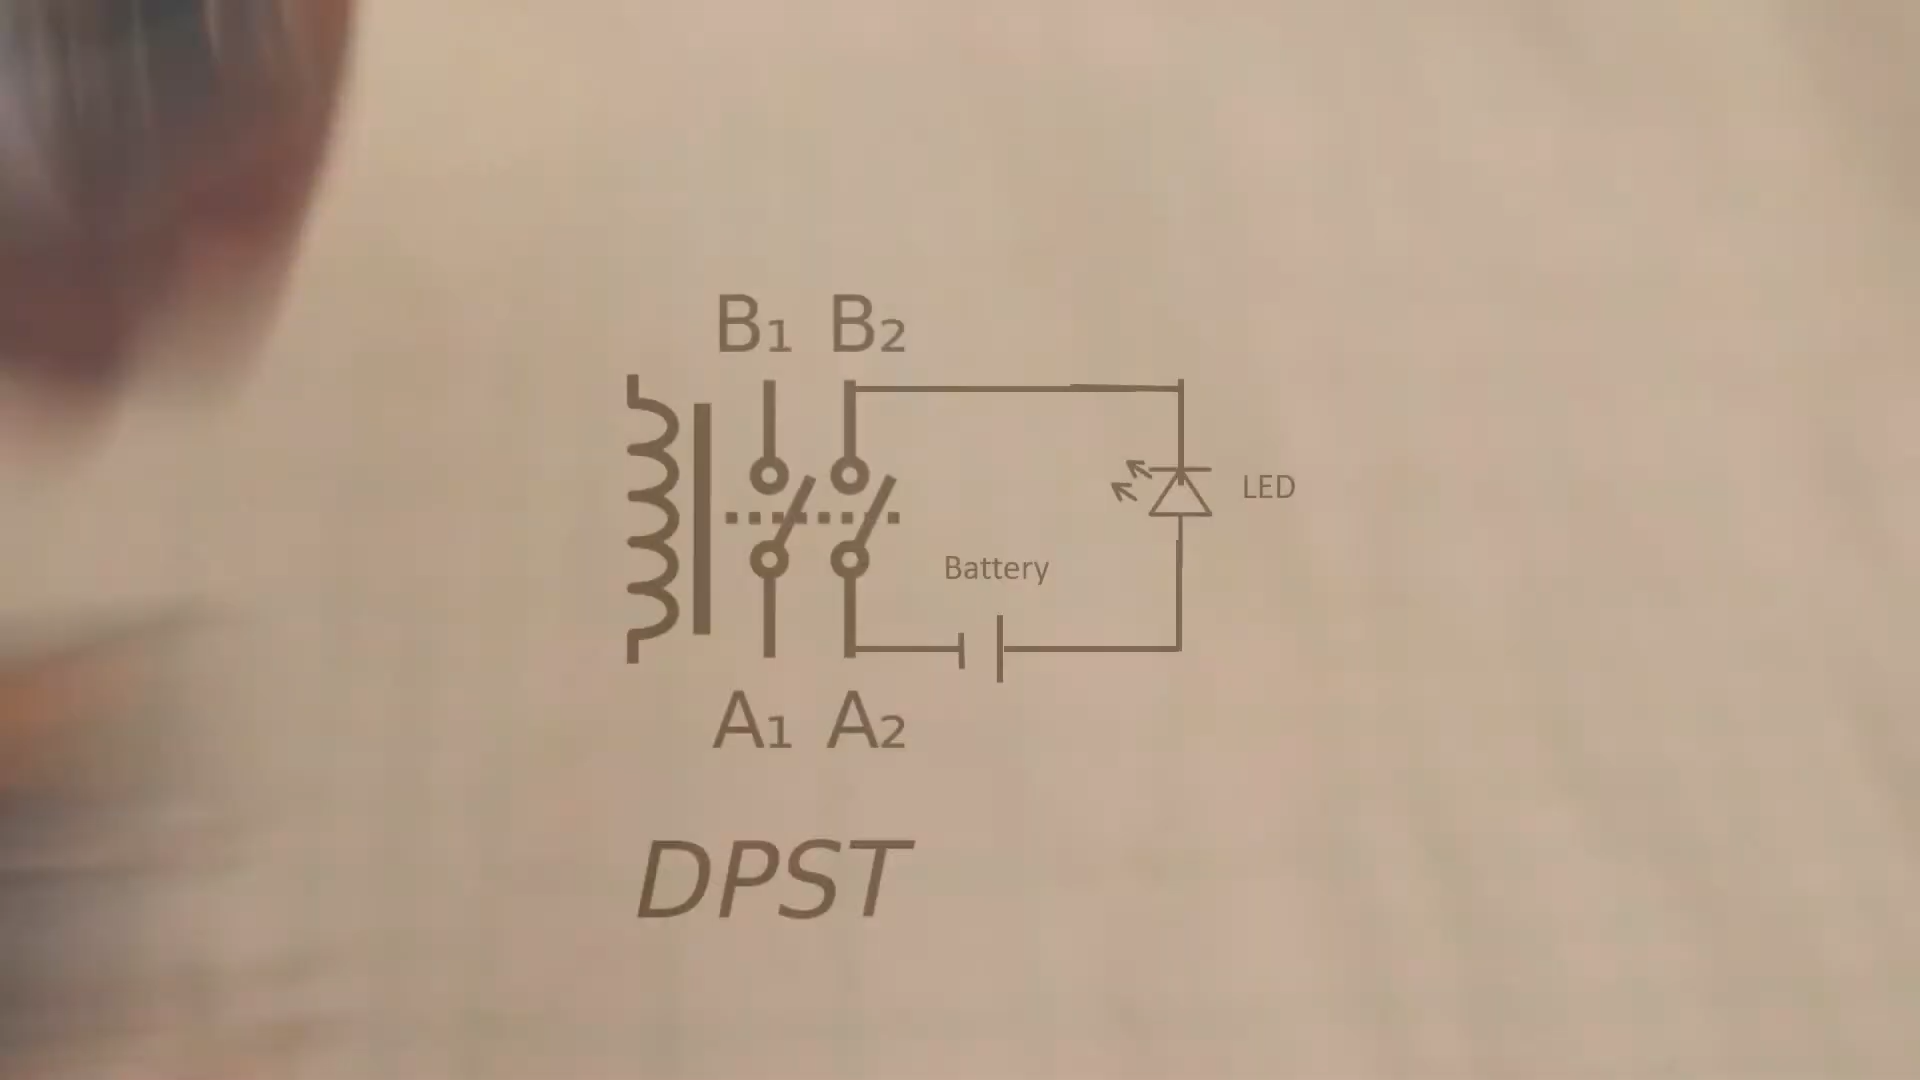 B₁ B₂
LED
Battery
A₁ A₂
DPST